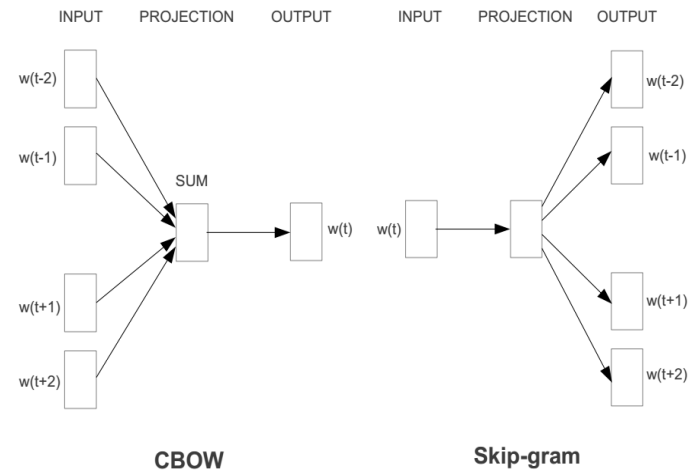 INPUT PROJECTION OUTPUT INPUT PROJECTION OUTPUT
w(t-2) w(t-2)
w(t-1) w(t-1)
SUM
w(t) w(t)
w(t+1) w(t+1)
w(t+2) w(t+2)
CBOW Skip-gram